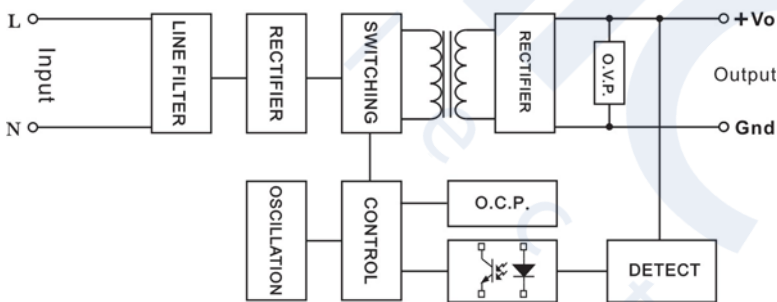 L
+Vo
LINE FILTER
RECTIFIER
SWITCHING
RECTIFIER
O.V.P.
Input
Output
N
Gnd
OSCILLATION
CONTROL
O.C.P.
DETECT